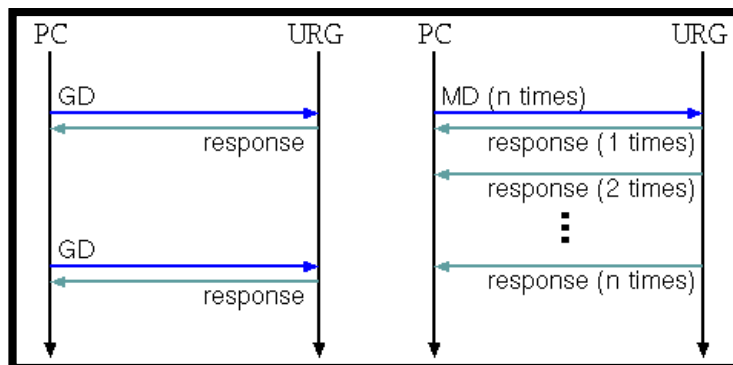 PC URG
GD
response
GD
response
PC URG
MD (n times)
response (1 times)
response (2 times)
response (n times)